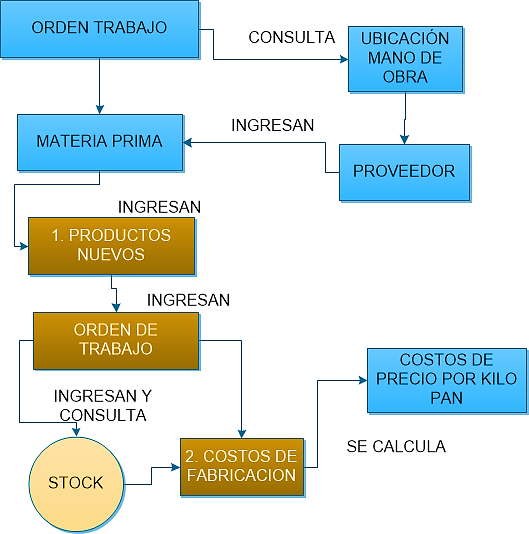 ORDEN TRABAJO
CONSULTA
UBICACIÓN
MANO DE
OBRA
MATERIA PRIMA
INGRESAN
PROVEEDOR
INGRESAN
1. PRODUCTOS
NUEVOS
INGRESAN
ORDEN DE
TRABAJO
INGRESAN Y
CONSULTA
COSTOS DE
PRECIO POR KILO
PAN
STOCK
2. COSTOS DE
FABRICACION
SE CALCULA